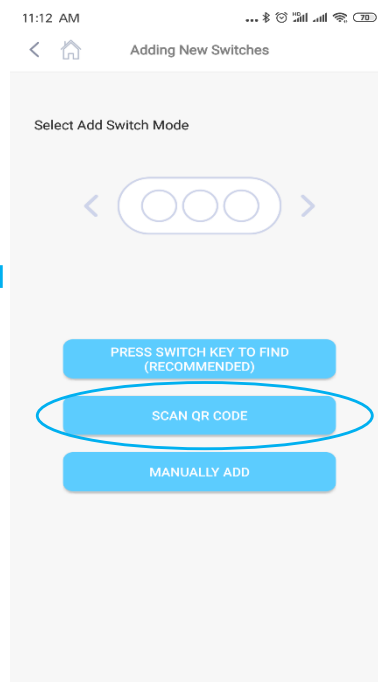 11:12 AM
70
Adding New Switches
Select Add Switch Mode
PRESS SWITCH KEY TO FIND
(RECOMMENDED)
SCAN QR CODE
MANUALLY ADD